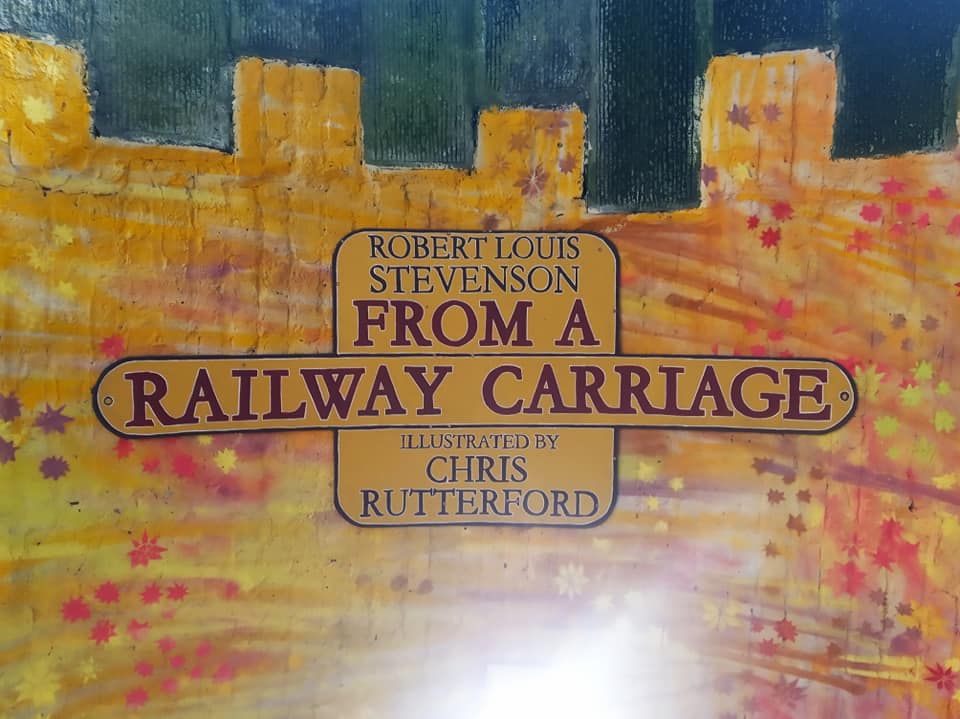 ROBERT LOUIS
STEVENSON
FROM A
RAILWAY CARRIAGE
ILLUSTRATED BY
CHRIS
RUTTERFORD